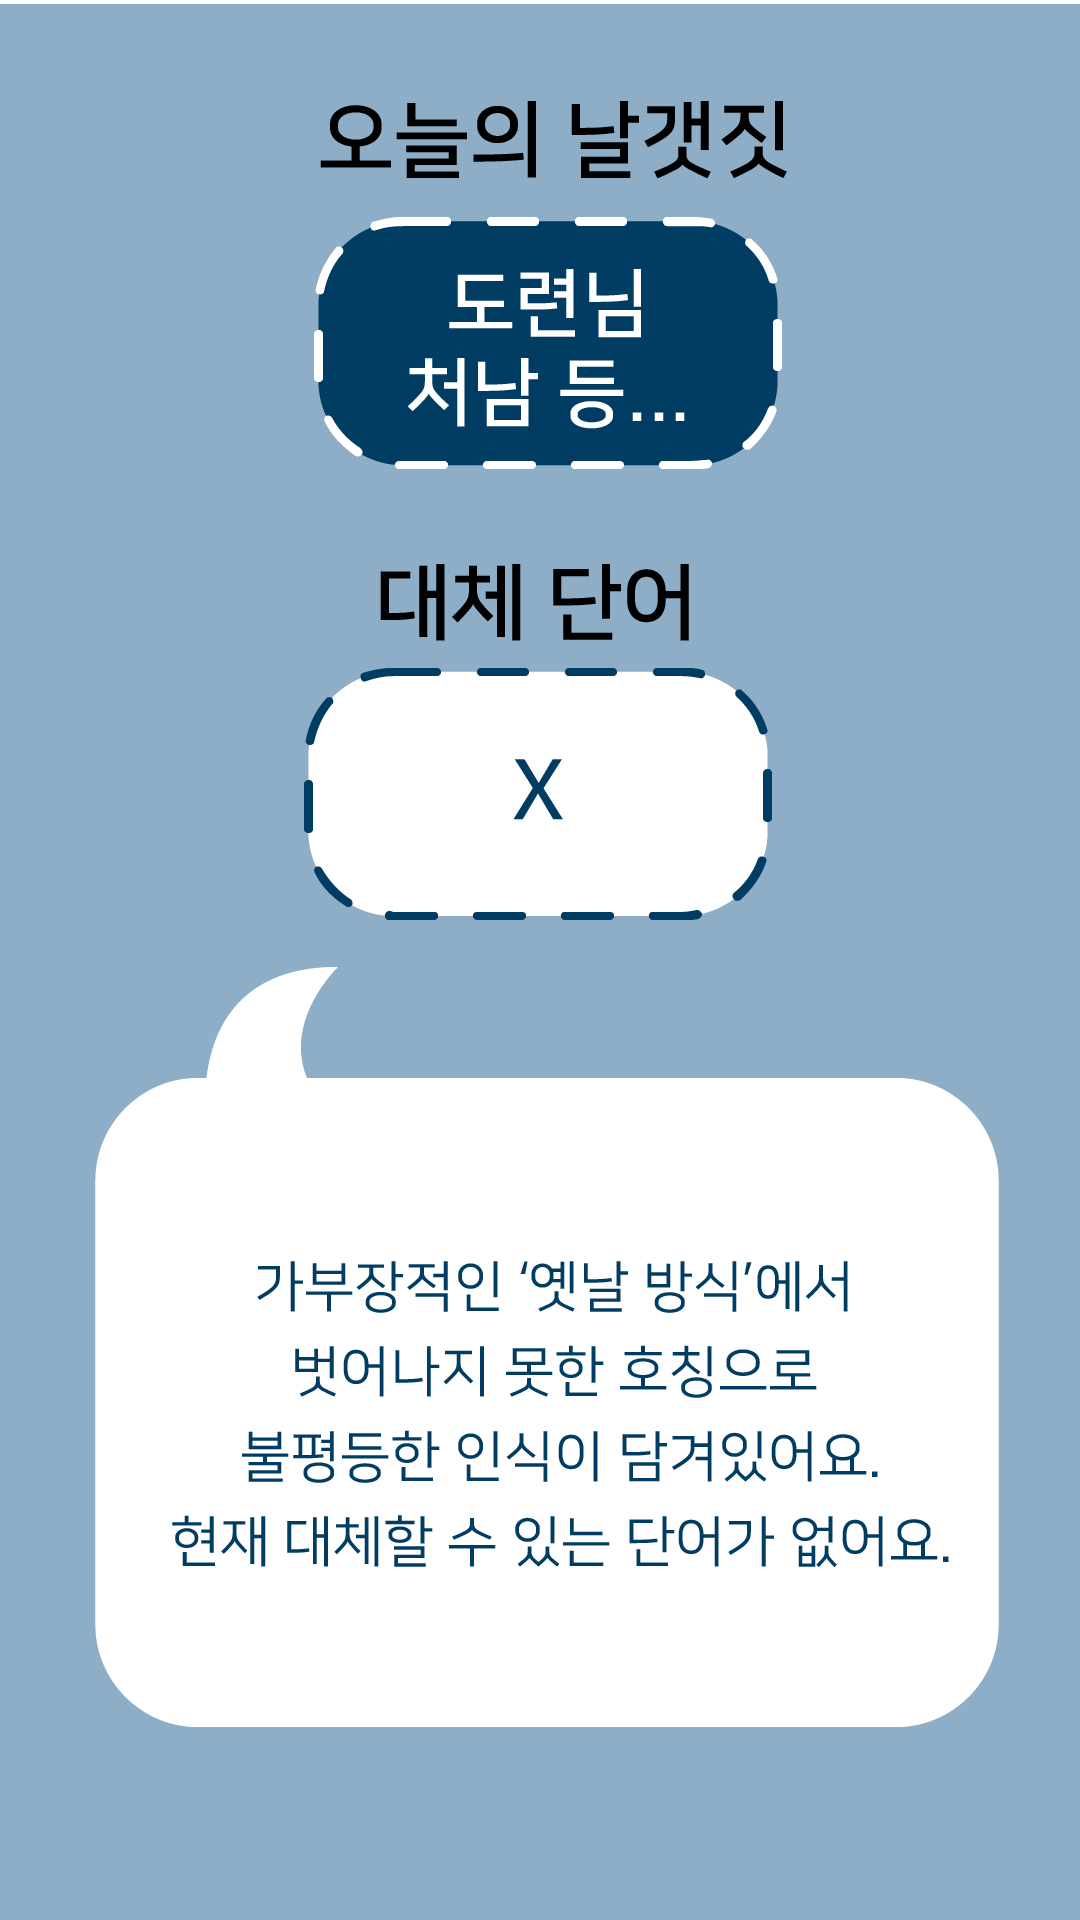 오늘의 날갯짓
도련님
처남 등...
대체 단어
X
가부장적인 ‘옛날 방식’에서
벗어나지 못한 호칭으로
불평등한 인식이 담겨있어요.
현재 대체할 수 있는 단어가 없어요.